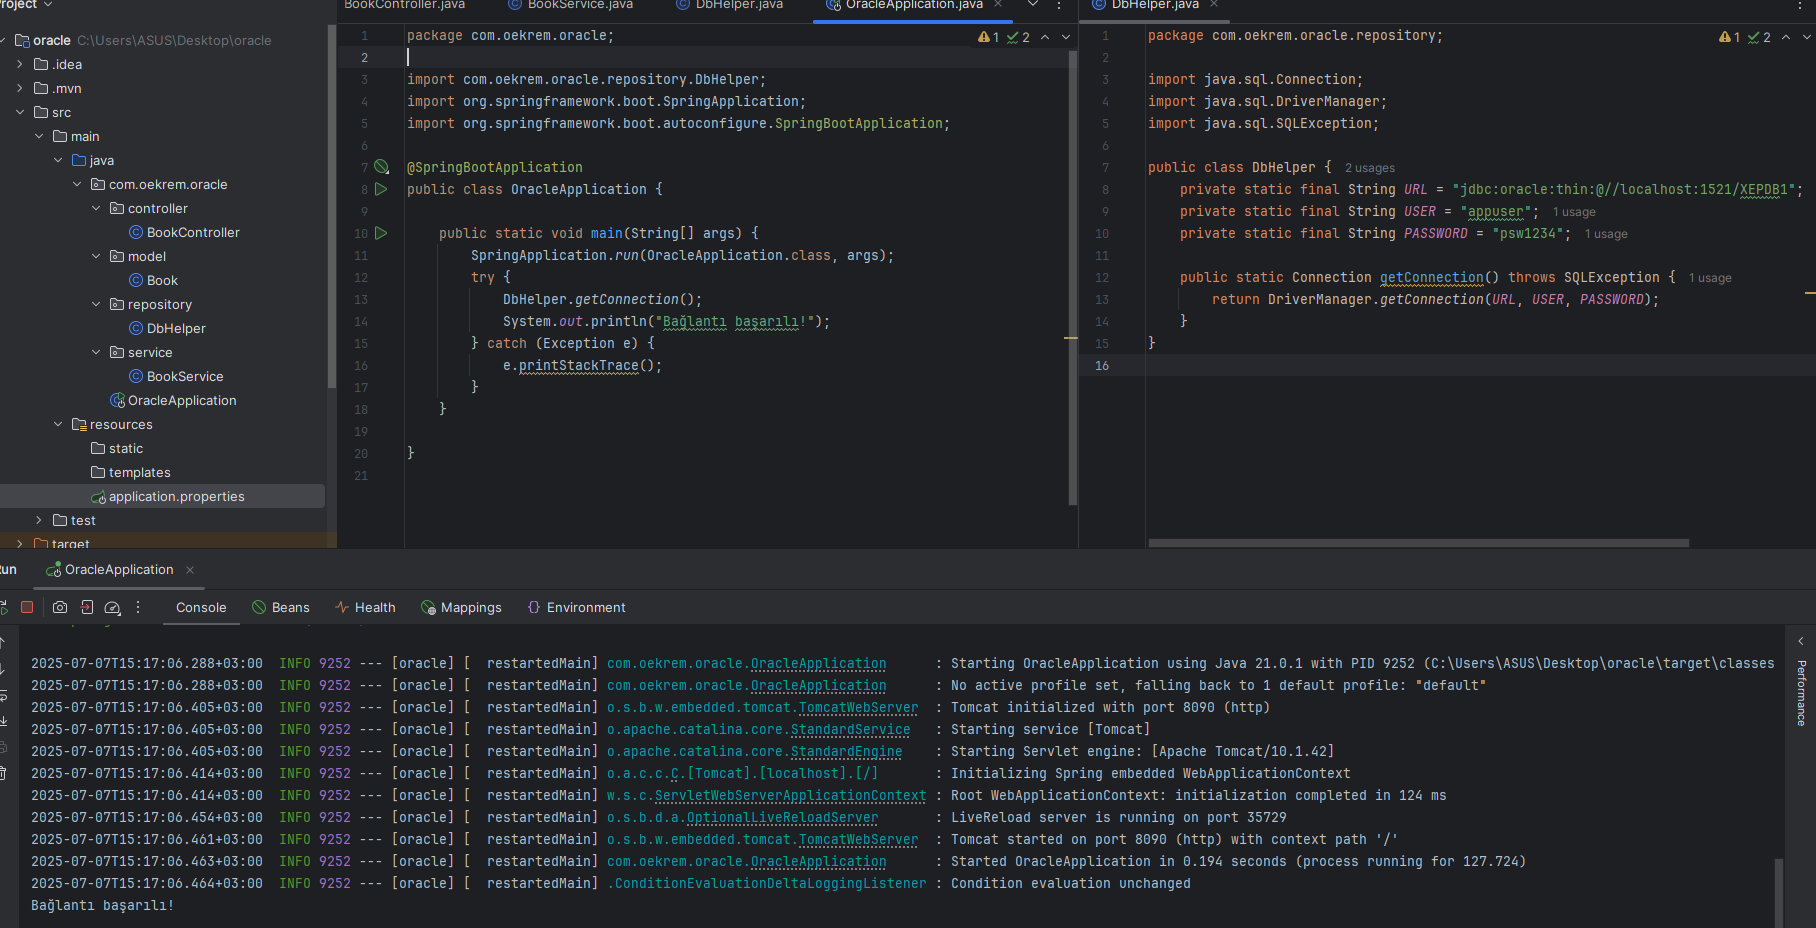 Project
oracle C:\Users\ASUS\Desktop\oracle
.idea
.mvn
src
main
java
com.oekrem.oracle
controller
BookController
model
Book
repository
DbHelper
service
BookService
OracleApplication
resources
static
templates
application.properties
test
target
BookController.java BookService.java DbHelper.java OracleApplication.java
1 package com.oekrem.oracle; 1 2
2
3 import com.oekrem.oracle.repository.DbHelper;
4 import org.springframework.boot.SpringApplication;
5 import org.springframework.boot.autoconfigure.SpringBootApplication;
6
7 @SpringBootApplication
8 public class OracleApplication {
9
10 public static void main(String[] args) {
11 SpringApplication.run(OracleApplication.class, args);
12 try {
13 DbHelper.getConnection();
14 System.out.println("Bağlantı başarılı!");
15 } catch (Exception e) {
16 e.printStackTrace();
17 }
18 }
19
20 }
21
DbHelper.java
1 package com.oekrem.oracle.repository; 1 2
2
3 import java.sql.Connection;
4 import java.sql.DriverManager;
5 import java.sql.SQLException;
6
7 public class DbHelper { 2 usages
8 private static final String URL = "jdbc:oracle:thin:@//localhost:1521/XEPDB1";
9 private static final String USER = "appuser"; 1 usage
10 private static final String PASSWORD = "psw1234"; 1 usage
11
12 public static Connection getConnection() throws SQLException { 1 usage
13 return DriverManager.getConnection(URL, USER, PASSWORD);
14 }
15 }
16
Run OracleApplication
Console Beans Health Mappings Environment
2025-07-07T15:17:06.288+03:00 INFO 9252 --- [oracle] [ restartedMain] com.oekrem.oracle.OracleApplication : Starting OracleApplication using Java 21.0.1 with PID 9252 (C:\Users\ASUS\Desktop\oracle\target\classes
2025-07-07T15:17:06.288+03:00 INFO 9252 --- [oracle] [ restartedMain] com.oekrem.oracle.OracleApplication : No active profile set, falling back to 1 default profile: "default"
2025-07-07T15:17:06.405+03:00 INFO 9252 --- [oracle] [ restartedMain] o.s.b.w.embedded.tomcat.TomcatWebServer : Tomcat initialized with port 8090 (http)
2025-07-07T15:17:06.405+03:00 INFO 9252 --- [oracle] [ restartedMain] o.apache.catalina.core.StandardService : Starting service [Tomcat]
2025-07-07T15:17:06.405+03:00 INFO 9252 --- [oracle] [ restartedMain] o.apache.catalina.core.StandardEngine : Starting Servlet engine: [Apache Tomcat/10.1.42]
2025-07-07T15:17:06.414+03:00 INFO 9252 --- [oracle] [ restartedMain] o.a.c.c.C.[Tomcat].[localhost].[/] : Initializing Spring embedded WebApplicationContext
2025-07-07T15:17:06.414+03:00 INFO 9252 --- [oracle] [ restartedMain] w.s.c.ServletWebServerApplicationContext : Root WebApplicationContext: initialization completed in 124 ms
2025-07-07T15:17:06.454+03:00 INFO 9252 --- [oracle] [ restartedMain] o.s.b.d.a.OptionalLiveReloadServer : LiveReload server is running on port 35729
2025-07-07T15:17:06.461+03:00 INFO 9252 --- [oracle] [ restartedMain] o.s.b.w.embedded.tomcat.TomcatWebServer : Tomcat started on port 8090 (http) with context path '/'
2025-07-07T15:17:06.463+03:00 INFO 9252 --- [oracle] [ restartedMain] com.oekrem.oracle.OracleApplication : Started OracleApplication in 0.194 seconds (process running for 127.724)
2025-07-07T15:17:06.464+03:00 INFO 9252 --- [oracle] [ restartedMain] .ConditionEvaluationDeltaLoggingListener : Condition evaluation unchanged
Bağlantı başarılı!
Performance